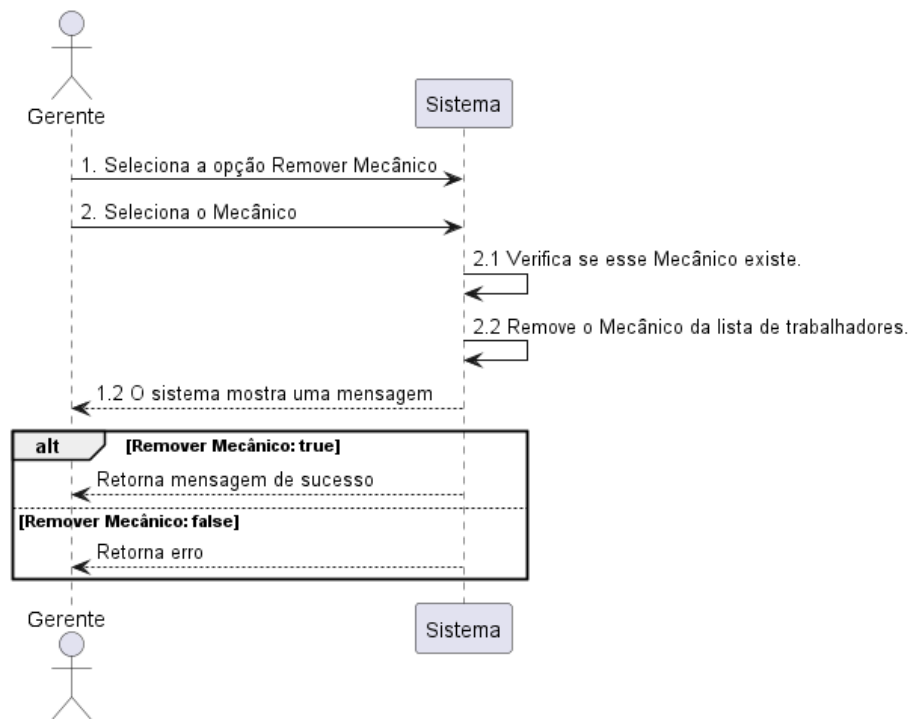 Gerente
Sistema
1. Seleciona a opção Remover Mecânico
2. Seleciona o Mecânico
2.1 Verifica se esse Mecânico existe.
2.2 Remove o Mecânico da lista de trabalhadores.
1.2 O sistema mostra uma mensagem
alt [Remover Mecânico: true]
Retorna mensagem de sucesso
[Remover Mecânico: false]
Retorna erro
Gerente
Sistema